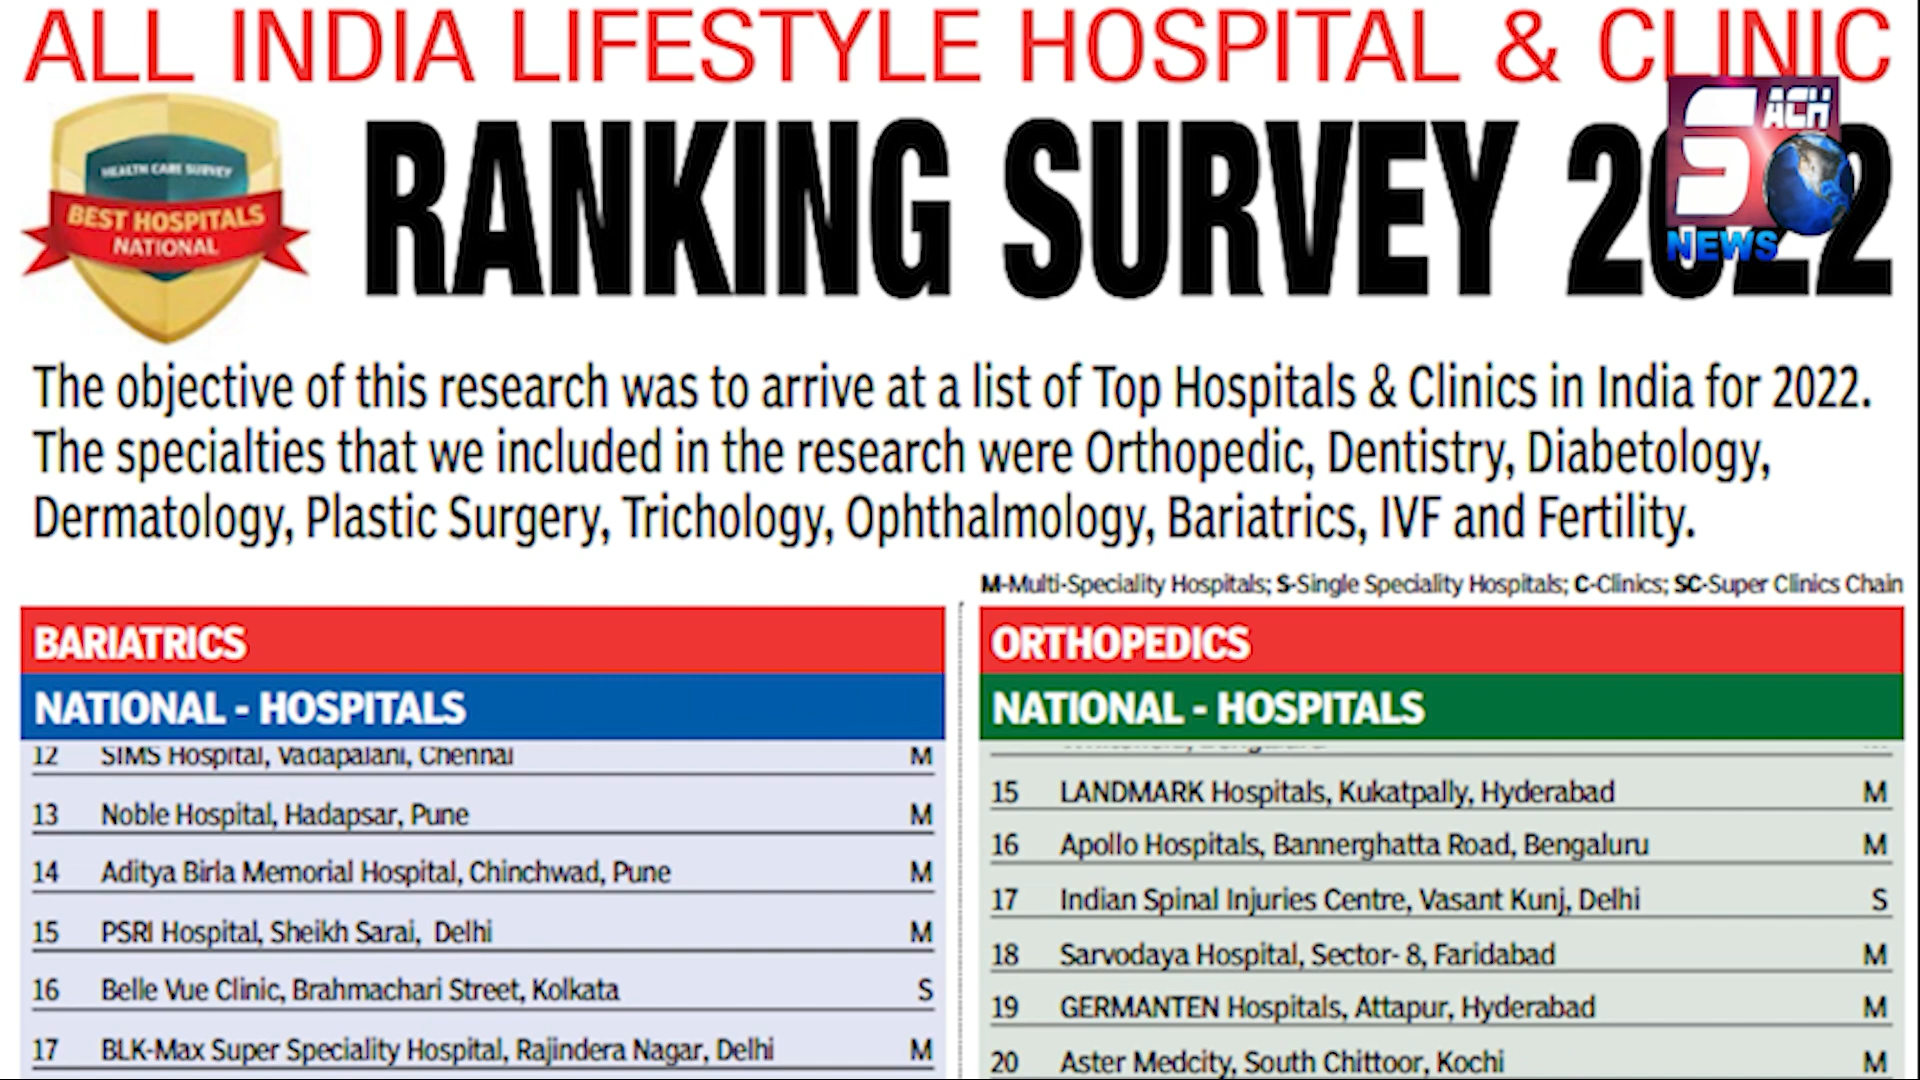 ALL INDIA LIFESTYLE HOSPITAL & CLINIC
HEALTH CARE SURVEY
BEST HOSPITALS
NATIONAL
RANKING SURVEY 2022
SACH
NEWS
The objective of this research was to arrive at a list of Top Hospitals & Clinics in India for 2022.
The specialties that we included in the research were Orthopedic, Dentistry, Diabetology,
Dermatology, Plastic Surgery, Trichology, Ophthalmology, Bariatrics, IVF and Fertility.
M-Multi-Speciality Hospitals; S-Single Speciality Hospitals; C-Clinics; SC-Super Clinics Chain
BARIATRICS
NATIONAL - HOSPITALS
12 SIMS Hospital, Vadapalani, Chennai M
13 Noble Hospital, Hadapsar, Pune M
14 Aditya Birla Memorial Hospital, Chinchwad, Pune M
15 PSRI Hospital, Sheikh Sarai, Delhi M
16 Belle Vue Clinic, Brahmachari Street, Kolkata S
17 BLK-Max Super Speciality Hospital, Rajindera Nagar, Delhi M
ORTHOPEDICS
NATIONAL - HOSPITALS
15 LANDMARK Hospitals, Kukatpally, Hyderabad M
16 Apollo Hospitals, Bannerghatta Road, Bengaluru M
17 Indian Spinal Injuries Centre, Vasant Kunj, Delhi S
18 Sarvodaya Hospital, Sector- 8, Faridabad M
19 GERMANTEN Hospitals, Attapur, Hyderabad M
20 Aster Medcity, South Chittoor, Kochi M